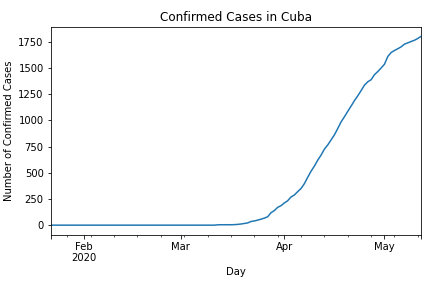 Confirmed Cases in Cuba
Number of Confirmed Cases
1750
1500
1250
1000
750
500
250
0
Feb
2020
Mar
Apr
May
Day